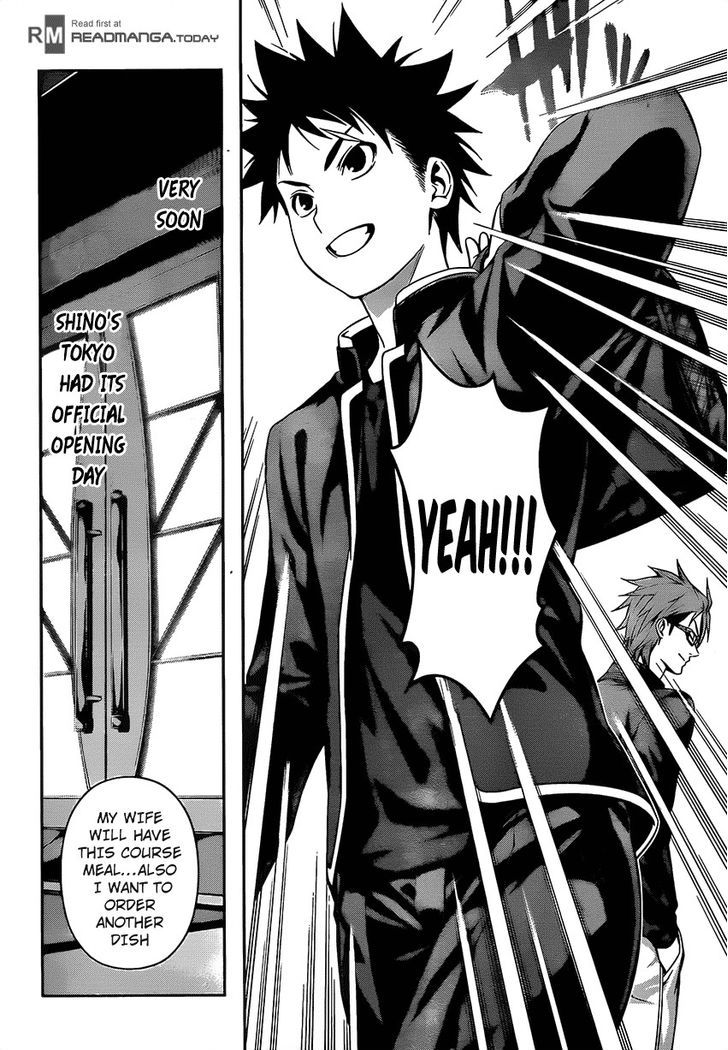 Read first at
RM READMANGA.TODAY
YEAH!!!
VERY
SOON
SHINO'S
TOKYO
HAD ITS
OFFICIAL
OPENING
DAY
MY WIFE
WILL HAVE
THIS COURSE
MEAL...ALSO
I WANT TO
ORDER
ANOTHER
DISH